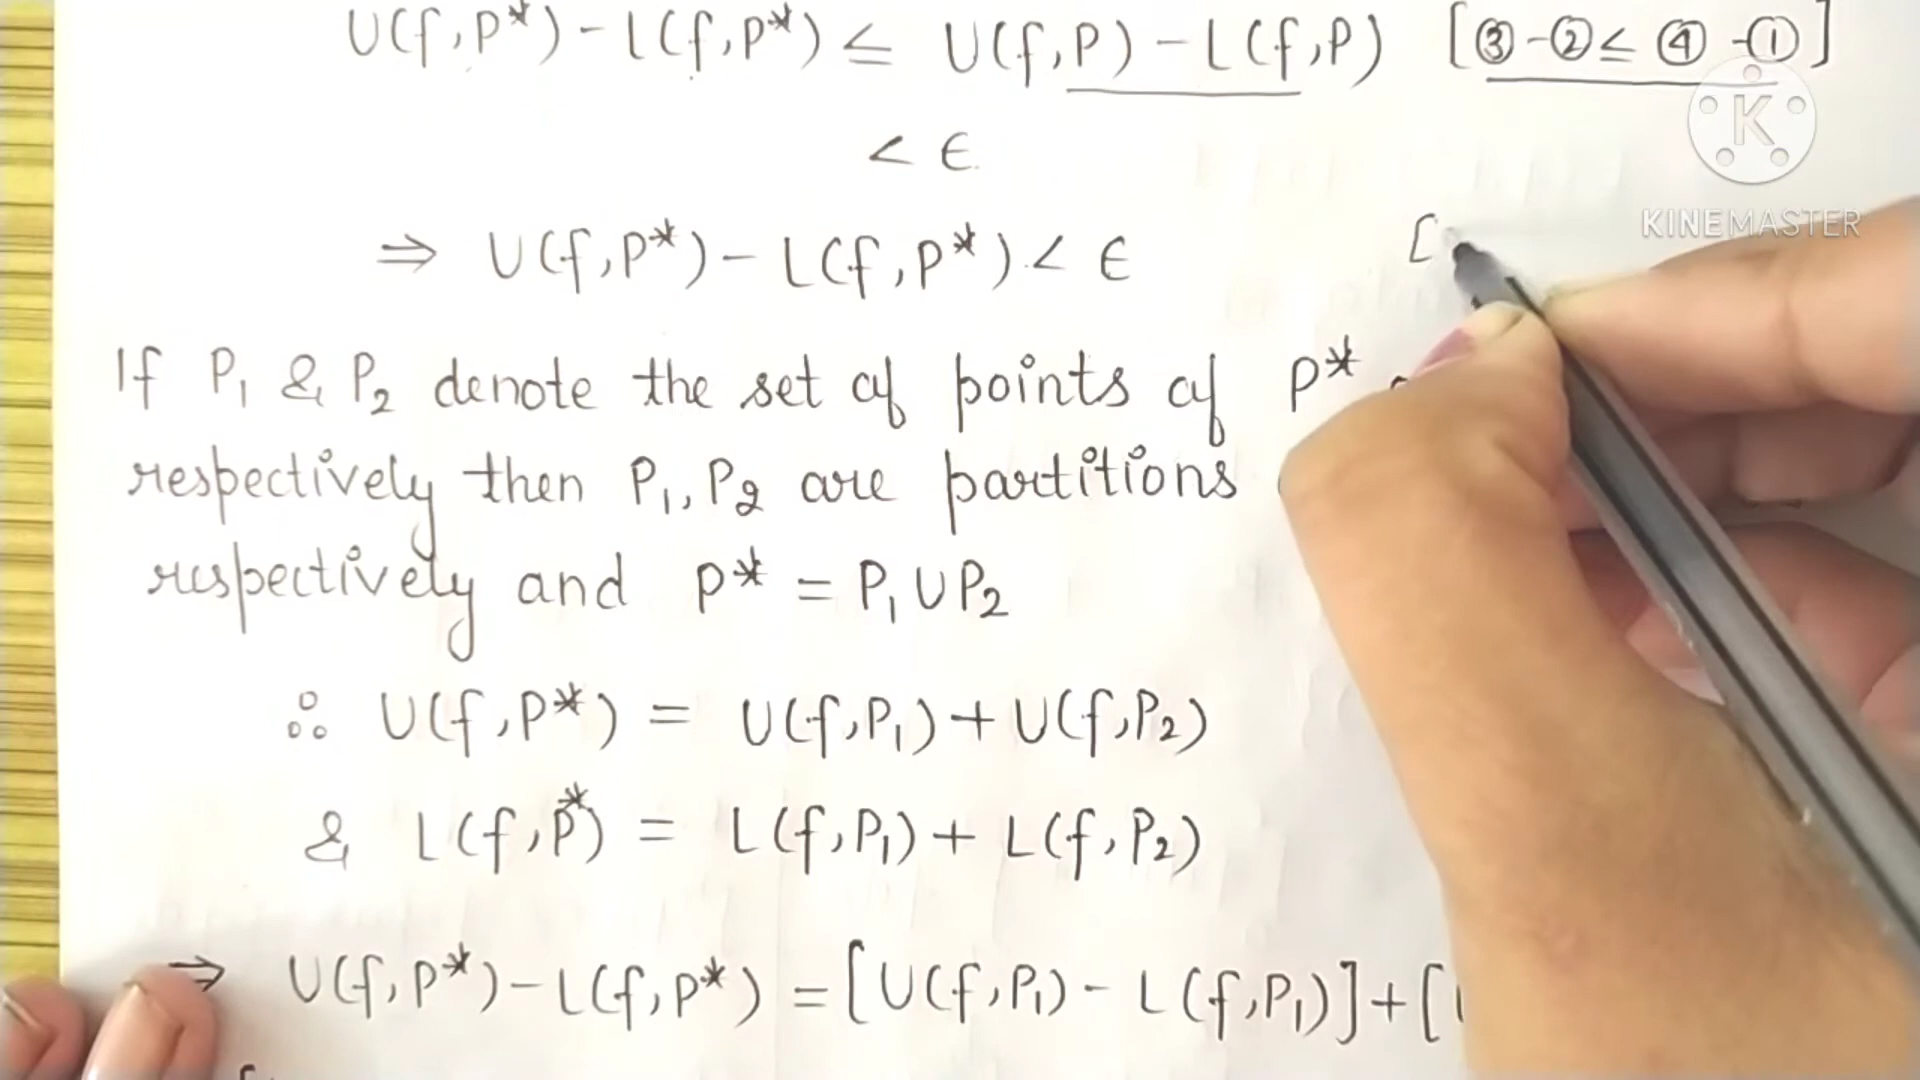 U(f,P*) - L(f,P*) ≤ U(f,P) - L(f,P) [③-②≤ ④-①]
< ϵ
K
KINEMASTER
⇒ U(f,P*) - L(f,P*) < ϵ [
If P₁ & P₂ denote the set of points of P*
respectively then P₁, P₂ are partitions
respectively and P* = P₁ ∪ P₂
∴ U(f,P*) = U(f,P₁) + U(f,P₂)
& L(f,P*) = L(f,P₁) + L(f,P₂)
⇒ U(f,P*) - L(f,P*) = [U(f,P₁) - L(f,P₁)] + [